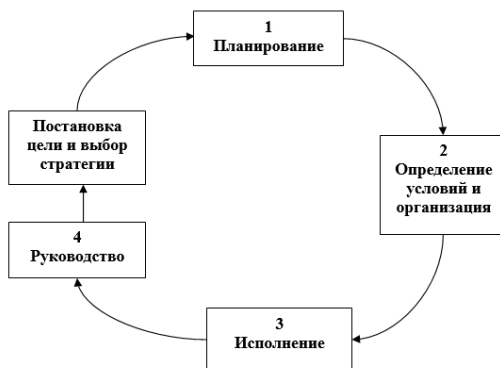 1
Планирование
Постановка
цели и выбор
стратегии
2
Определение
условий и
организация
4
Руководство
3
Исполнение